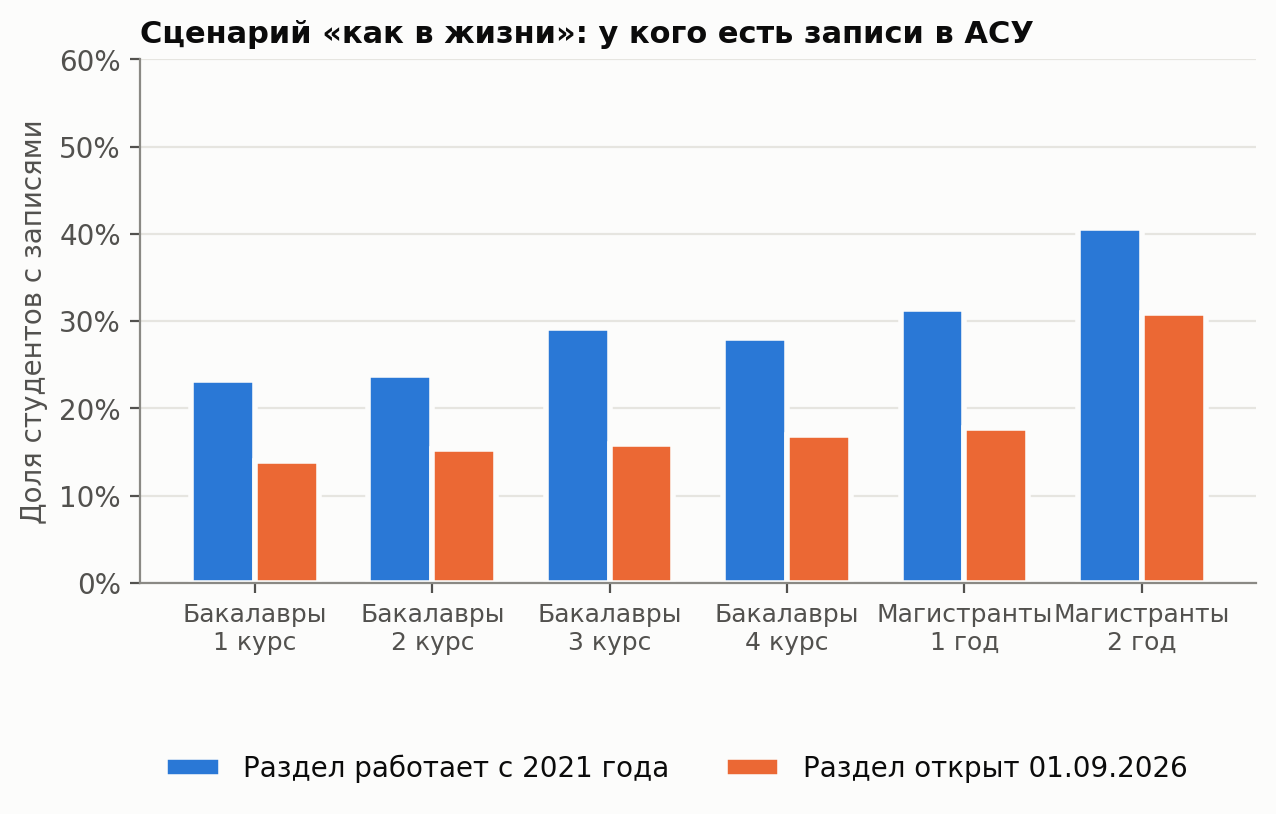 Сценарий «как в жизни»: у кого есть записи в АСУ
Доля студентов с записями
60%
50%
40%
30%
20%
10%
0%
Бакалавры
1 курс
Бакалавры
2 курс
Бакалавры
3 курс
Бакалавры
4 курс
Магистранты
1 год
Магистранты
2 год
Раздел работает с 2021 года
Раздел открыт 01.09.2026